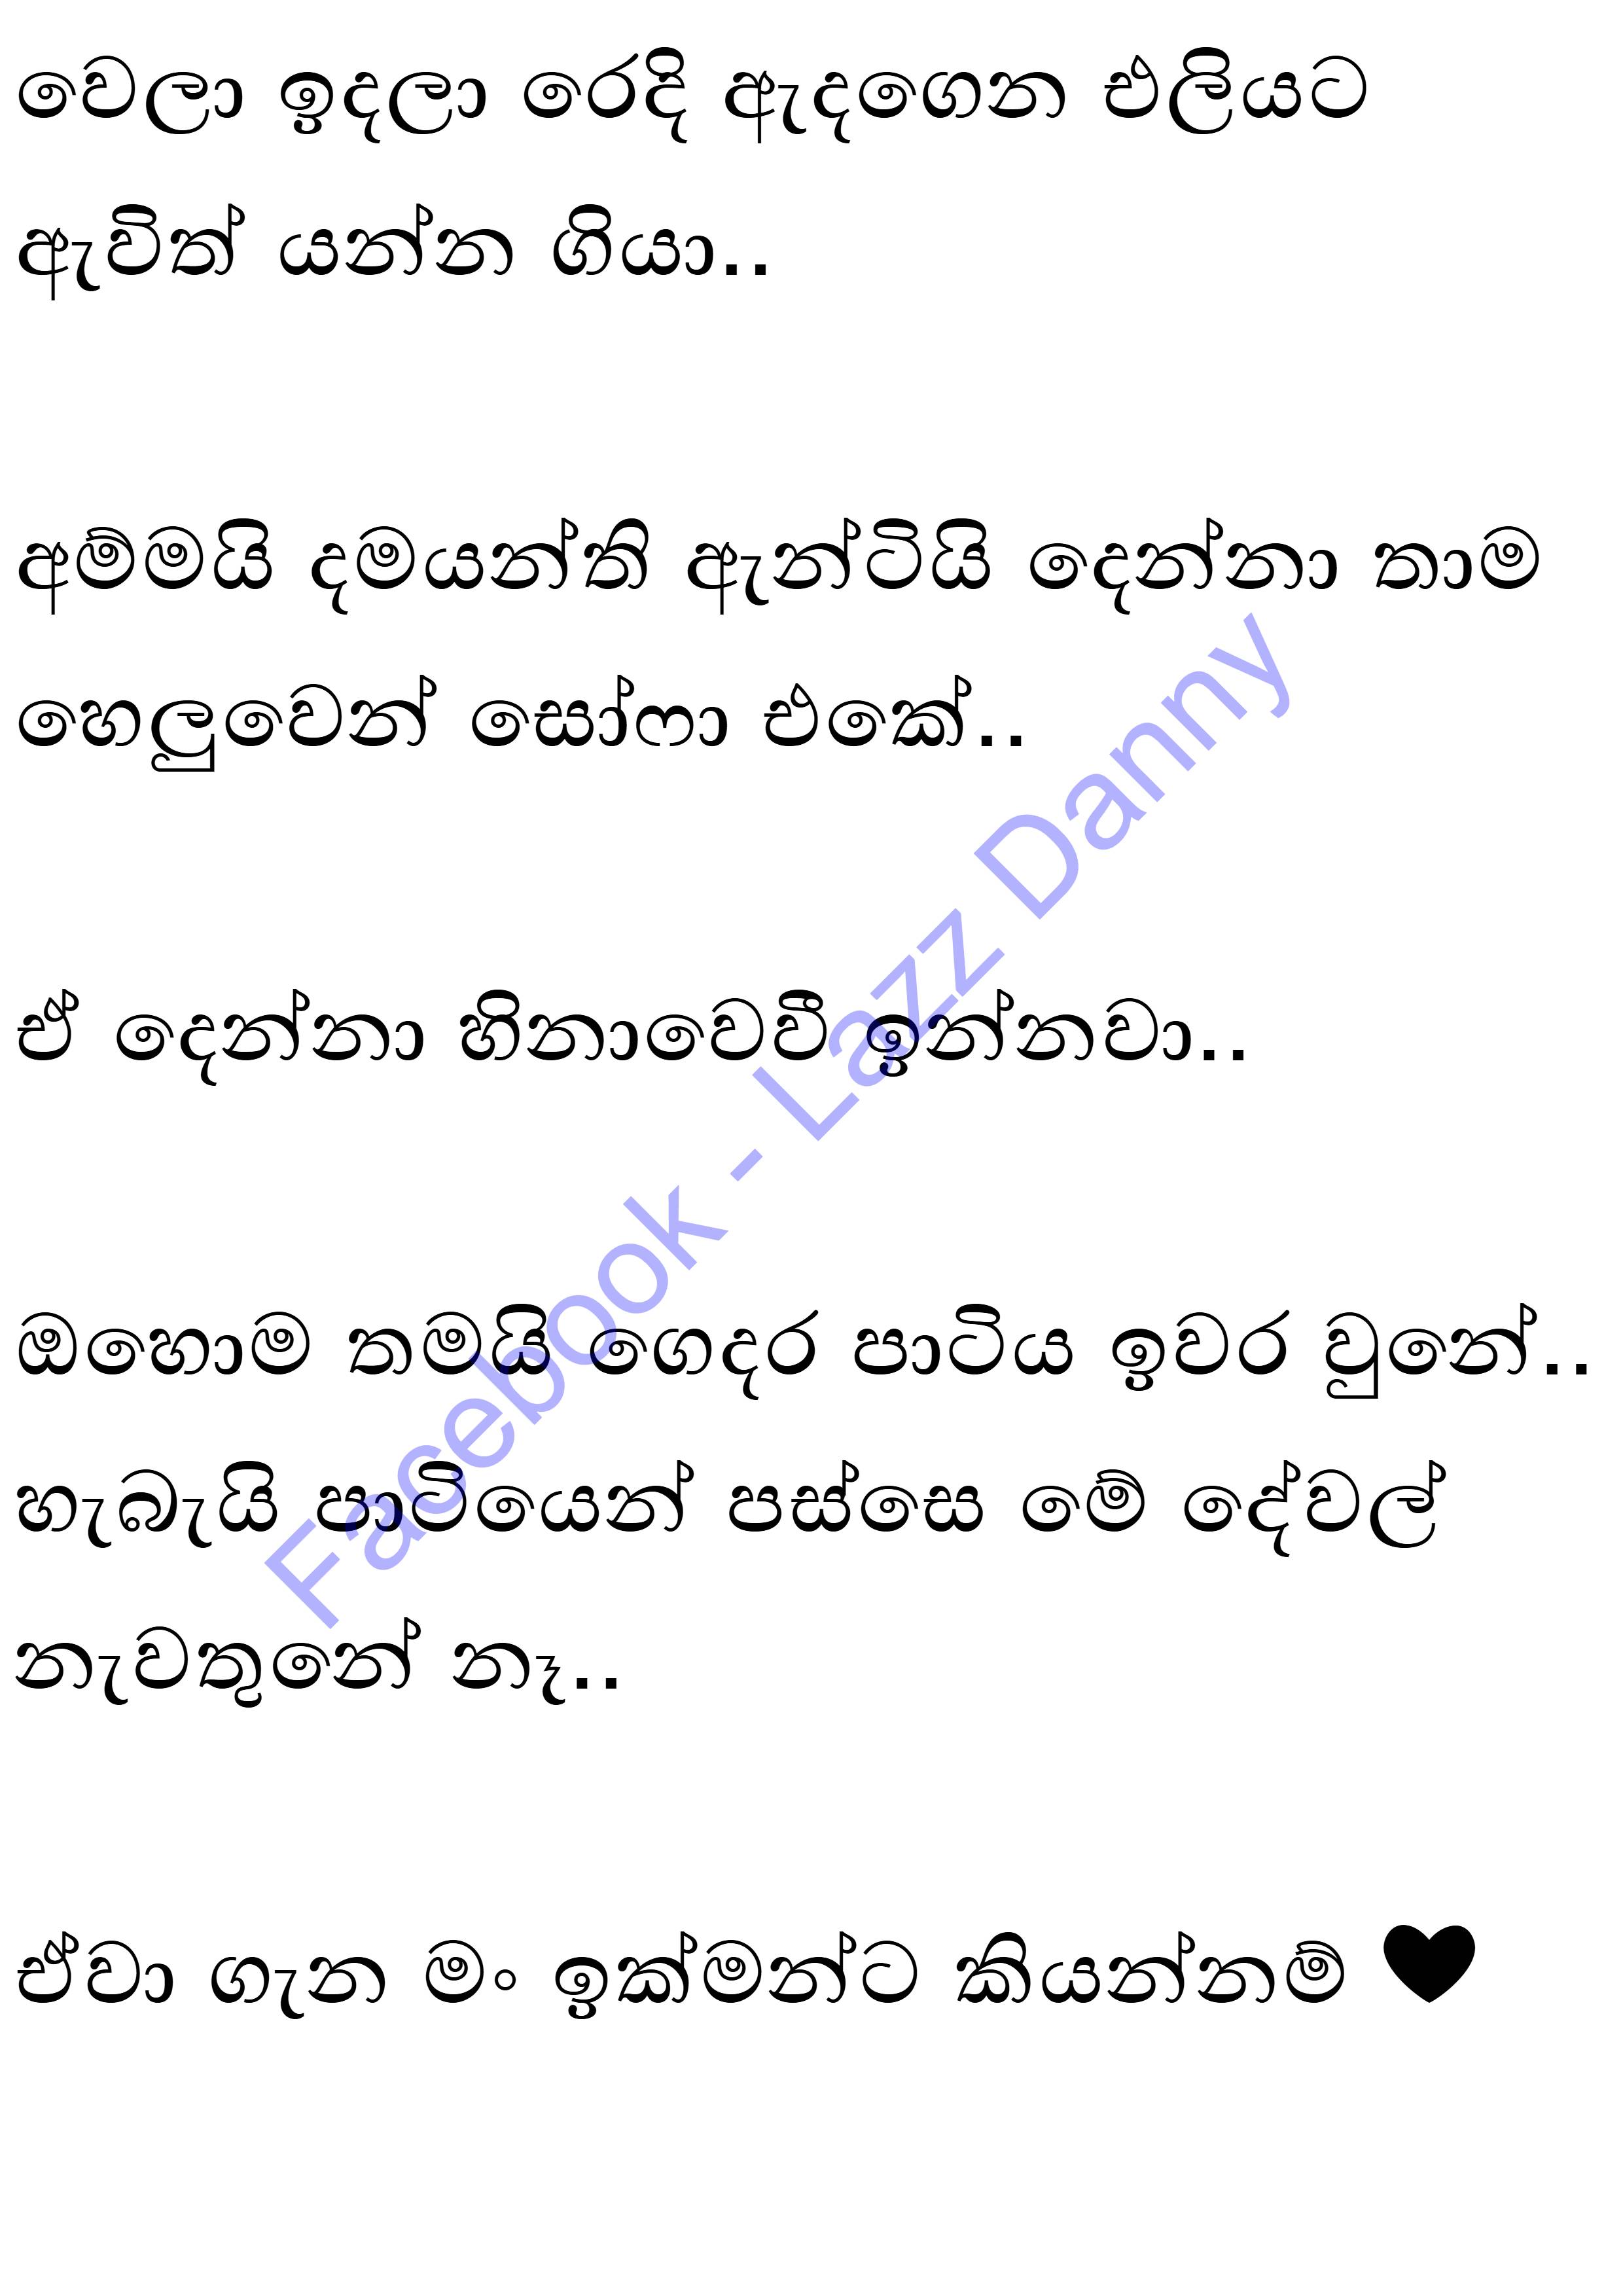 වෙලා ඉදලා රෙදි ඇදගෙන එලියට
ඇවිත් යන්න ගියා..
අම්මයි දමයන්ති ඇන්ටියි දෙන්නා තාම
හෙලුවෙන් සෝෆා එකේ..
ඒ දෙන්නා හිනාවෙවී ඉන්නවා..
ඔහොම තමයි ගෙදර පාටිය ඉවර වුනේ..
හැබැයි පාටියෙන් පස්සෙ මේ දේවල්
නැවතුනේ නෑ..
ඒවා ගැන මං ඉක්මන්ට කියන්නම් ♥
Facebook - Lazz Danny